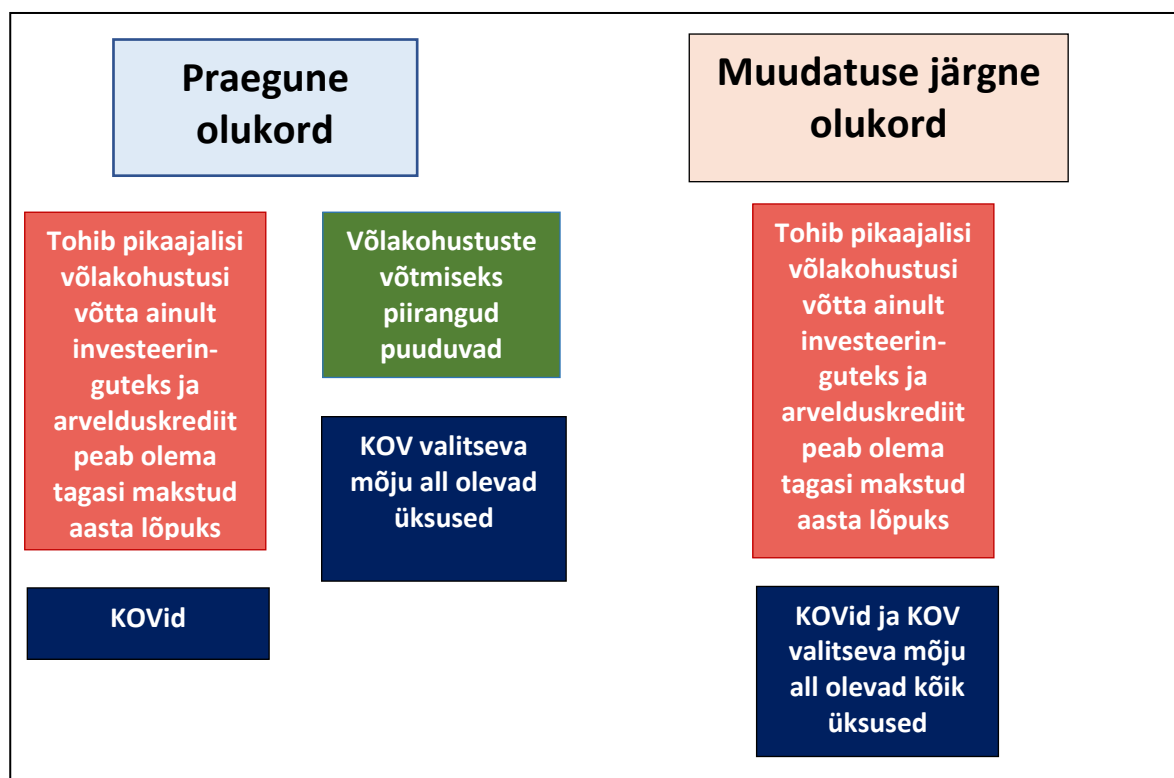 Praegune
olukord
Muudatuse järgne
olukord
Tohib pikaajalisi
võlakohustusi
võtta ainult
investeerin-
guteks ja
arvelduskrediit
peab olema
tagasi makstud
aasta lõpuks
KOVid
Võlakohustuste
võtmiseks
piirangud
puuduvad
KOV valitseva
mõju all olevad
üksused
Tohib pikaajalisi
võlakohustusi
võtta ainult
investeerin-
guteks ja
arvelduskrediit
peab olema
tagasi makstud
aasta lõpuks
KOVid ja KOV
valitseva mõju
all olevad kõik
üksused